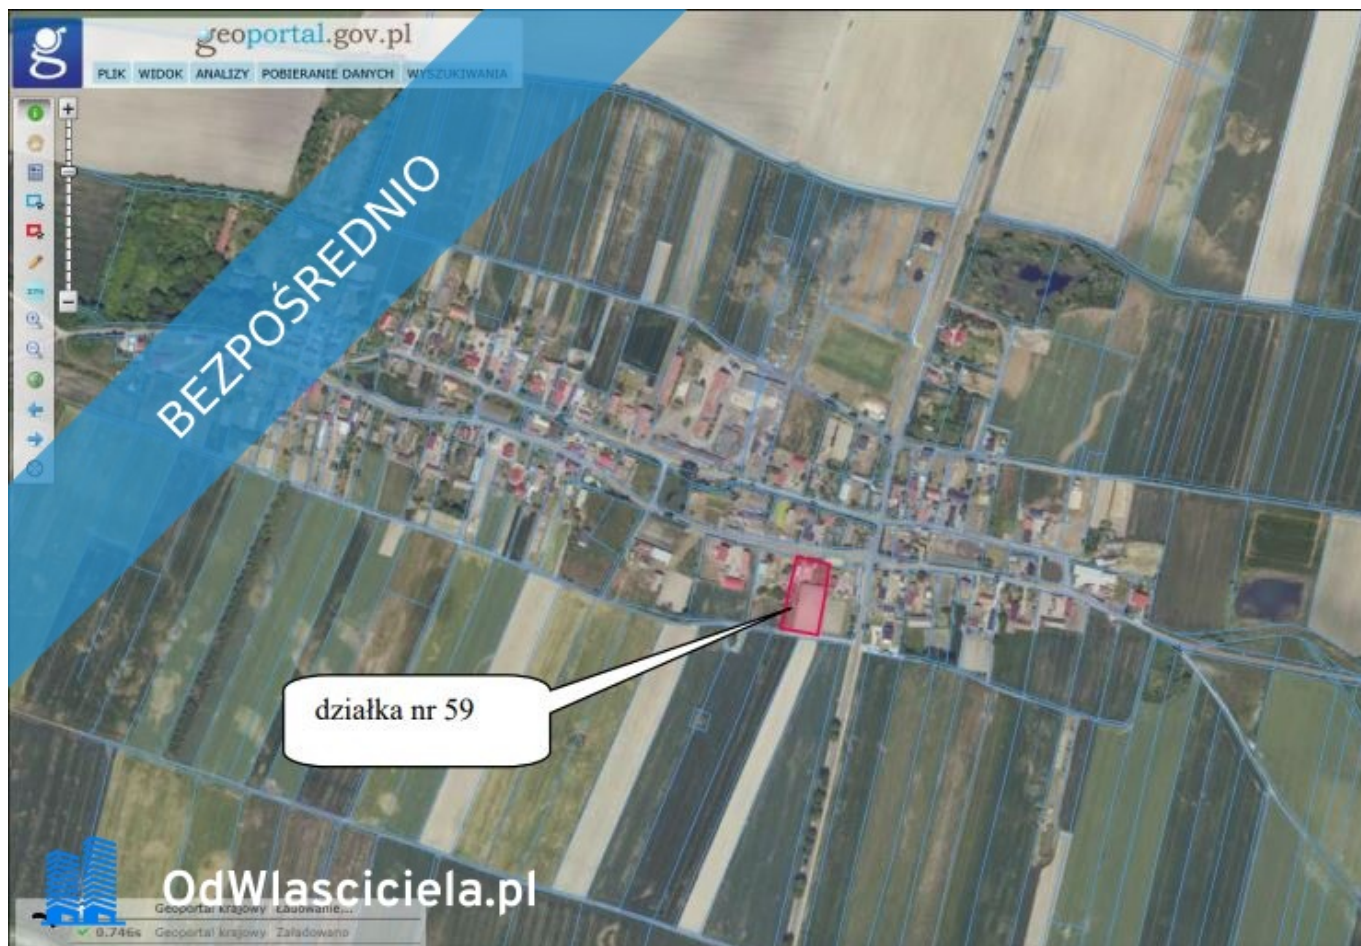 geoportal.gov.pl
PLIK WIDOK ANALIZY POBIERANIE DANYCH WYSZUKIWANIA
BEZPOŚREDNIO
działka nr 59
OdWlasciciela.pl
Geoportal krajowy Ładowanie...
0.746s Geoportal krajowy Załadowano